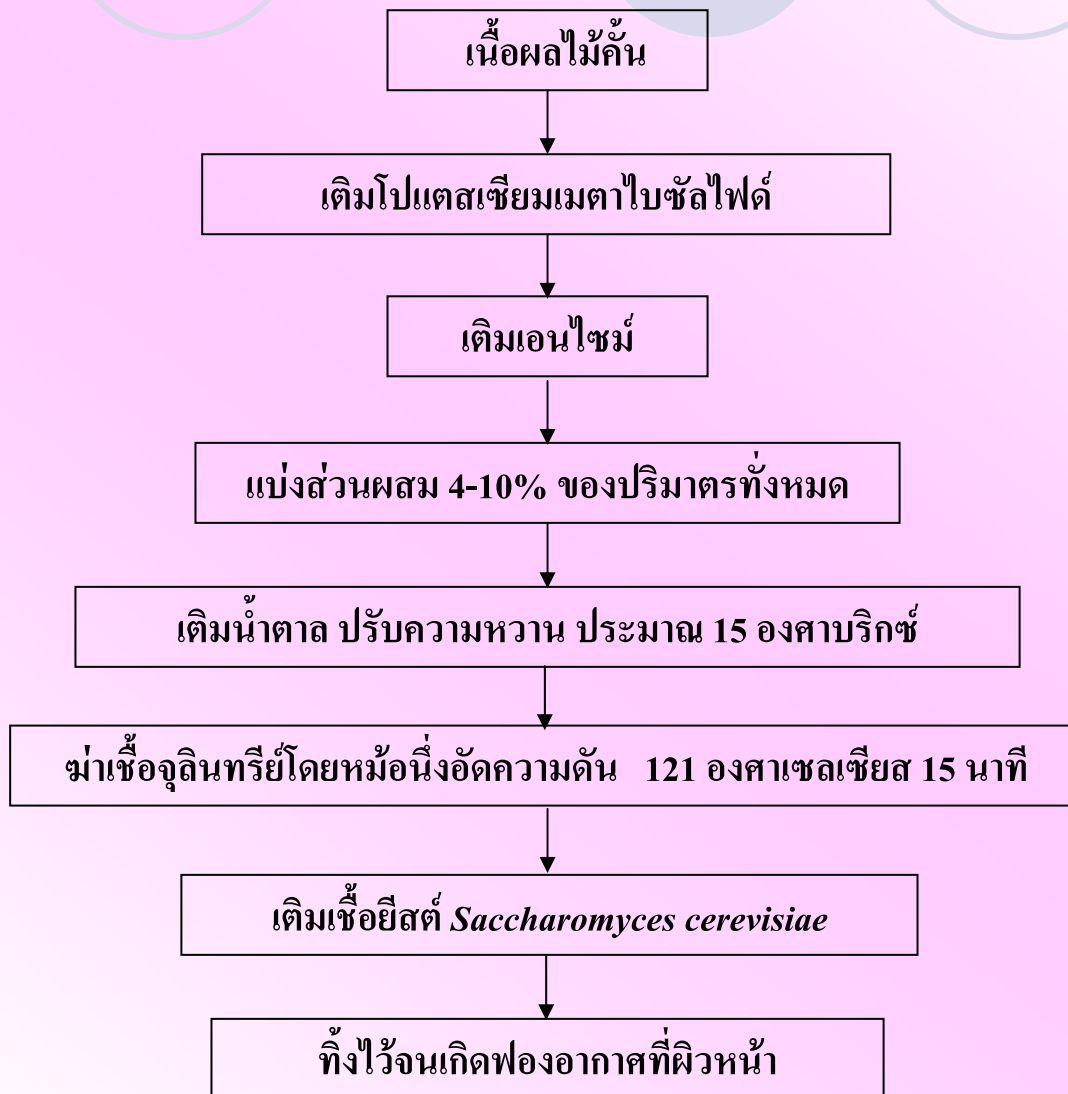 เนื้อผลไม้คั้น
เติมโปแตสเซียมเมตาไบซัลไฟด์
เติมเอนไซม์
แบ่งส่วนผสม 4-10% ของปริมาตรทั้งหมด
เติมน้ำตาล ปรับความหวาน ประมาณ 15 องศาบริกซ์
ฆ่าเชื้อจุลินทรีย์โดยหม้อนึ่งอัดความดัน 121 องศาเซลเซียส 15 นาที
เติมเชื้อยีสต์ Saccharomyces cerevisiae
ทิ้งไว้จนเกิดฟองอากาศที่ผิวหน้า